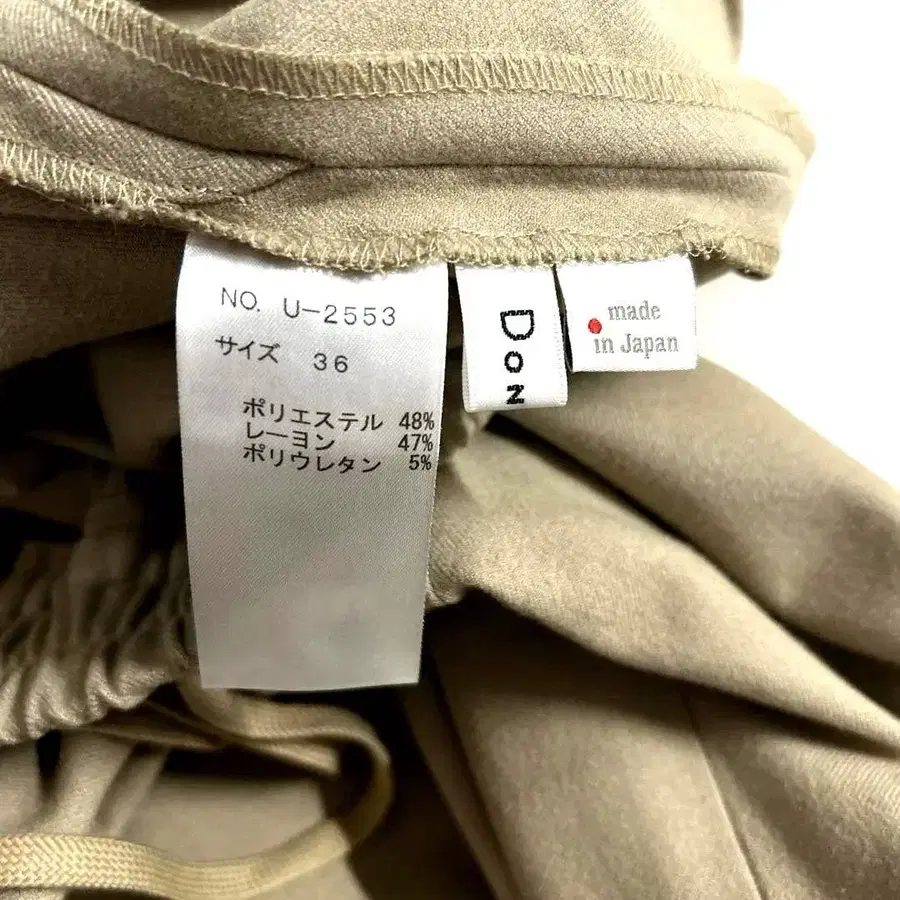 NO. U-2553
サイズ 36
ポリエステル 48%
レーヨン 47%
ポリウレタン 5%
DON
made
in Japan